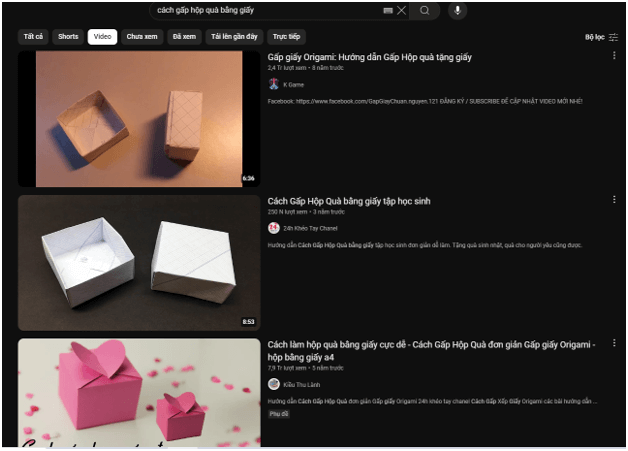 cách gấp hộp quà bằng giấy
Tất cả Shorts Video Chưa xem Đã xem Tải lên gần đây Trực tiếp Bộ lọc
Gấp giấy Origami: Hướng dẫn Gấp Hộp quà tặng giấy
2,4 Tr lượt xem • 8 năm trước
K Game
Facebook: https://www.facebook.com/GapGiayChuan.nguyen.121 ĐĂNG KÝ / SUBSCRIBE ĐỂ CẬP NHẬT VIDEO MỚI NHÉ!
6:36
Cách Gấp Hộp Quà bằng giấy tập học sinh
250 N lượt xem • 3 năm trước
24h Khéo Tay Chanel
Hướng dẫn Cách Gấp Hộp Quà bằng giấy tập học sinh đơn giản dễ làm. Tặng quà sinh nhật, quà cho người yêu cũng được.
8:53
Cách làm hộp quà bằng giấy cực dễ - Cách Gấp Hộp Quà đơn giản Gấp giấy Origami -
hộp bằng giấy a4
7,9 Tr lượt xem • 5 năm trước
Kiều Thu Lành
Hướng dẫn Cách Gấp Hộp Quà đơn giản Gấp giấy Origami 24h khéo tay chanel Cách Gấp Xếp Giấy Origami các bài hướng dẫn ...
Phụ đề